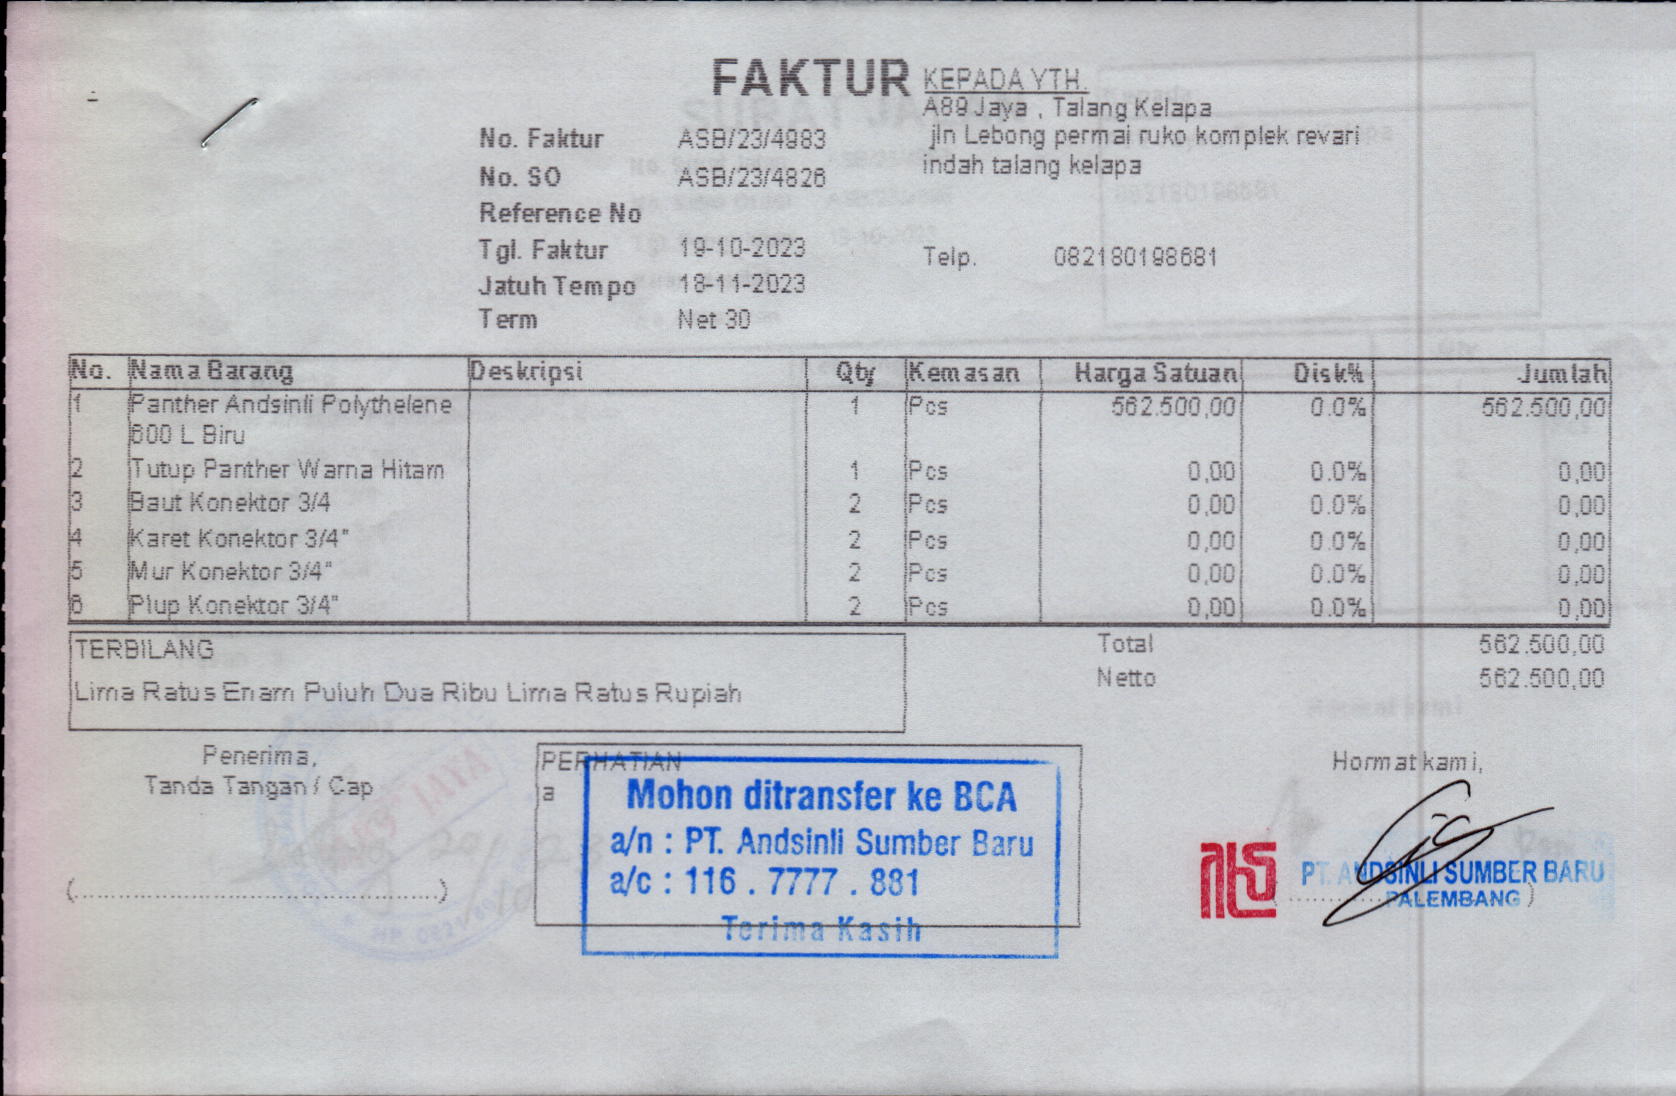 FAKTUR
No. Faktur ASB/23/4983
No. SO ASB/23/4826
Reference No
Tgl. Faktur 19-10-2023
Jatuh Tempo 18-11-2023
Term Net 30
KEPADA YTH.
A89 Jaya , Talang Kelapa
jln Lebong permai ruko komplek revari
indah talang kelapa
Telp. 082180198681
No. Nama Barang Deskripsi Qty Kemasan Harga Satuan Disk% Jumlah
1 Panther Andsinli Polythelene 1 Pcs 562.500,00 0.0% 562.500,00
600 L Biru
2 Tutup Panther Warna Hitam 1 Pcs 0,00 0.0% 0,00
3 Baut Konektor 3/4 2 Pcs 0,00 0.0% 0,00
4 Karet Konektor 3/4" 2 Pcs 0,00 0.0% 0,00
5 Mur Konektor 3/4" 2 Pcs 0,00 0.0% 0,00
6 Plup Konektor 3/4" 2 Pcs 0,00 0.0% 0,00
TERBILANG
Lima Ratus Enam Puluh Dua Ribu Lima Ratus Rupiah
Total 562.500,00
Netto 562.500,00
Penerima,
Tanda Tangan / Cap
(........................................)
PERHATIAN
a
Mohon ditransfer ke BCA
a/n : PT. Andsinli Sumber Baru
a/c : 116 . 7777 . 881
Terima Kasih
Hormat kami,
PT. ANDSINLI SUMBER BARU
PALEMBANG